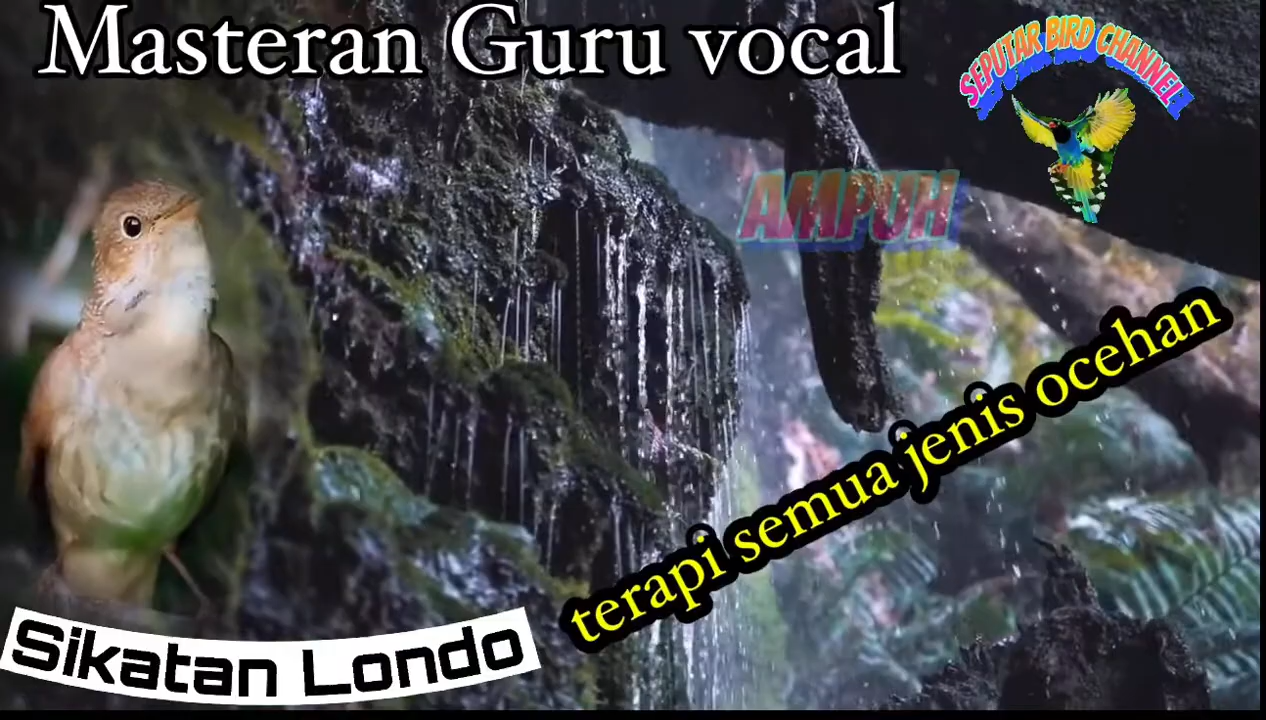 Masteran Guru vocal
SEPUTAR BIRD CHANNEL
AMPUH
terapi semua jenis ocehan
Sikatan Londo